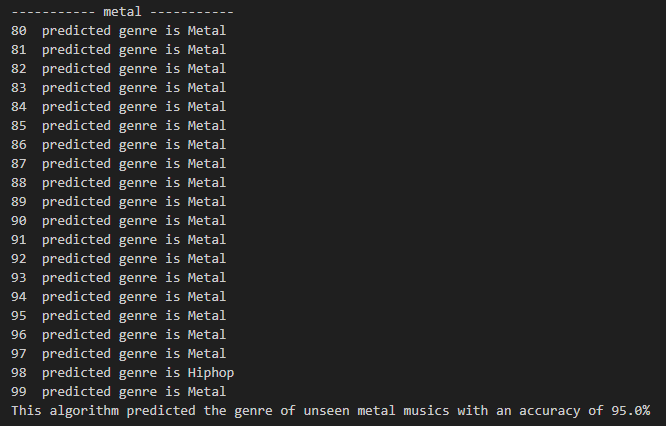 ----------- metal -----------
80  predicted genre is Metal
81  predicted genre is Metal
82  predicted genre is Metal
83  predicted genre is Metal
84  predicted genre is Metal
85  predicted genre is Metal
86  predicted genre is Metal
87  predicted genre is Metal
88  predicted genre is Metal
89  predicted genre is Metal
90  predicted genre is Metal
91  predicted genre is Metal
92  predicted genre is Metal
93  predicted genre is Metal
94  predicted genre is Metal
95  predicted genre is Metal
96  predicted genre is Metal
97  predicted genre is Metal
98  predicted genre is Hiphop
99  predicted genre is Metal
This algorithm predicted the genre of unseen metal musics with an accuracy of 95.0%